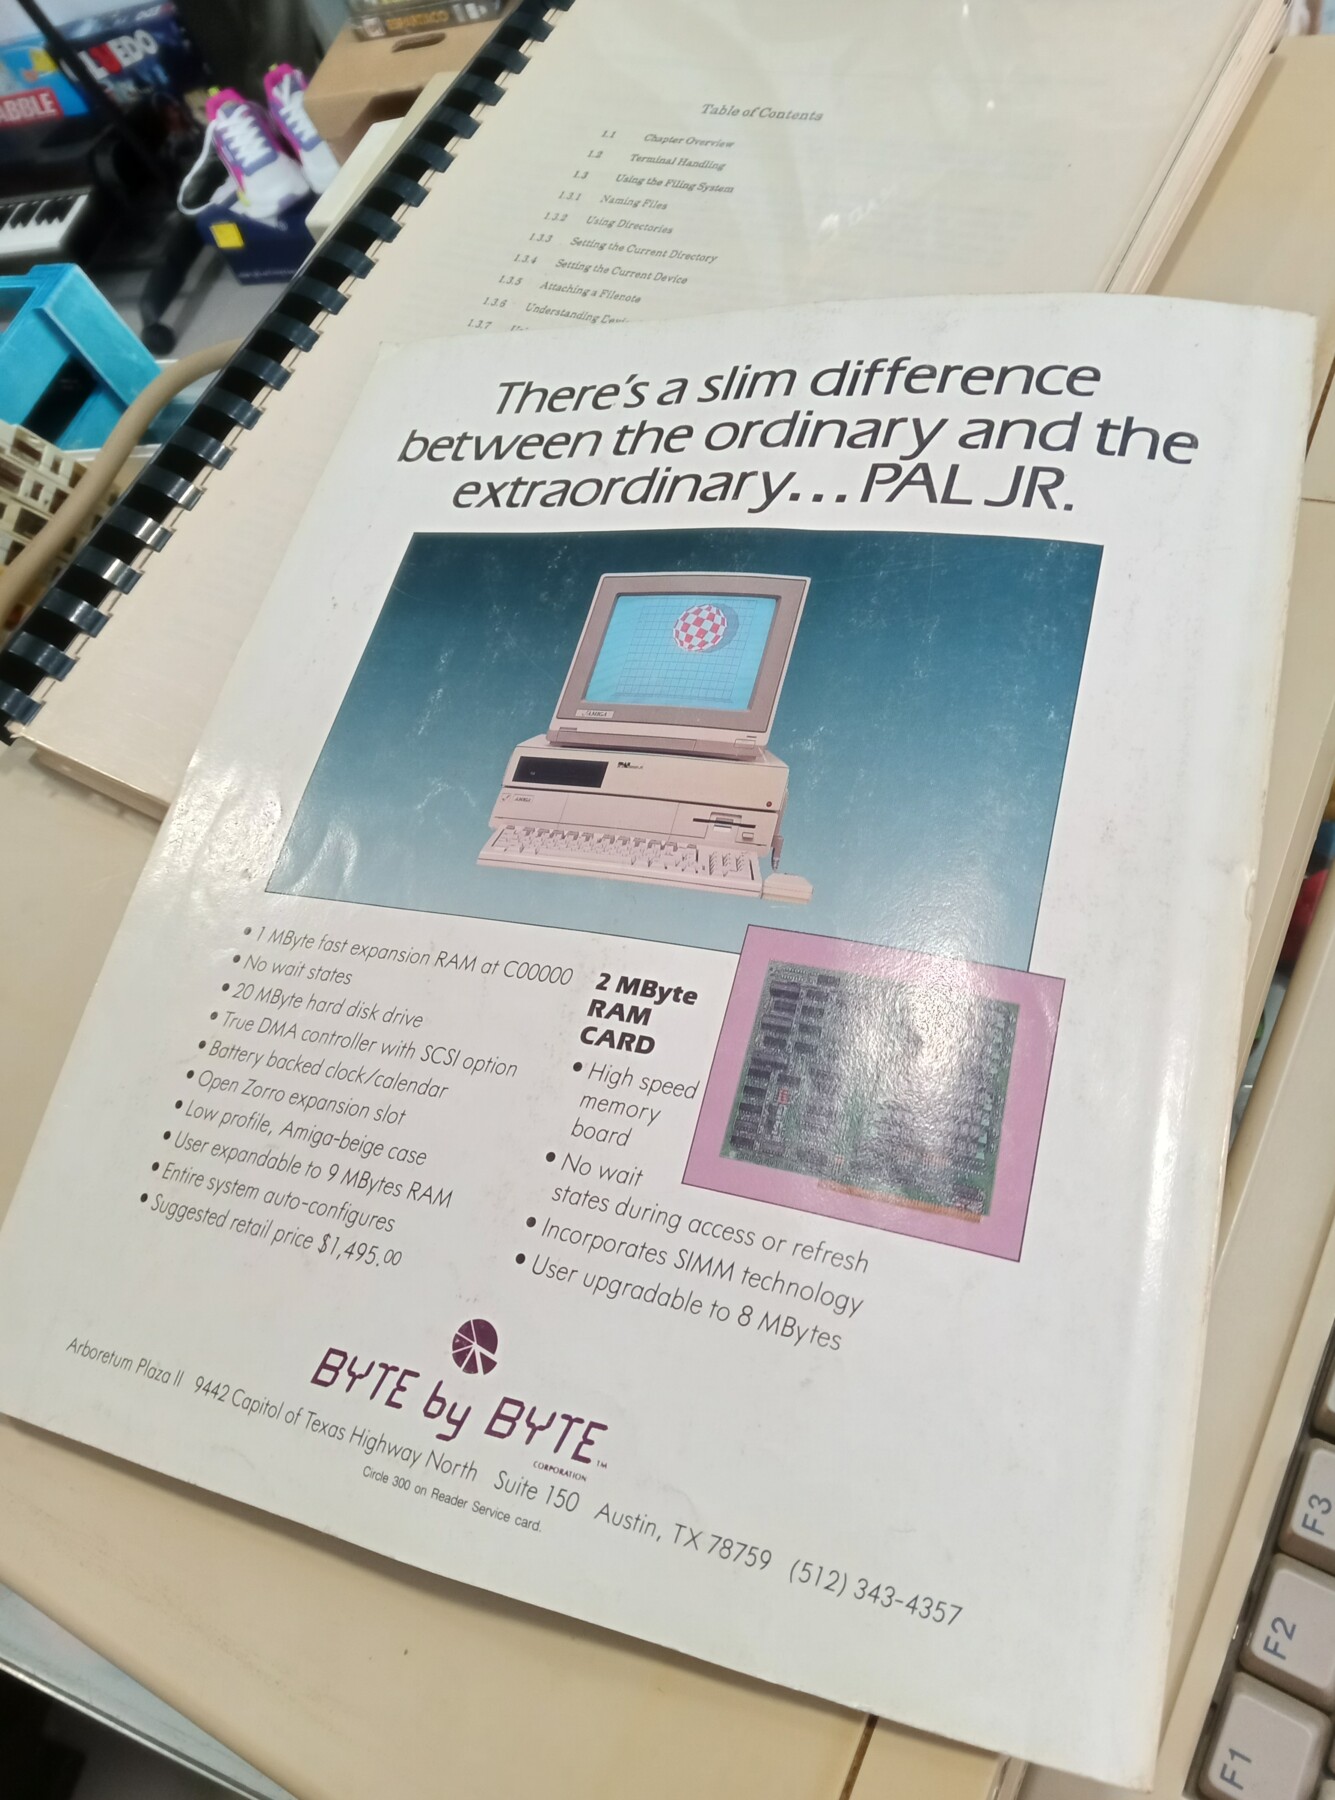 LUEDO
ABBLE
ESPARTACO
Table of Contents
1.1 Chapter Overview
1.2 Terminal Handling
1.3 Using the Filing System
1.3.1 Naming Files
1.3.2 Using Directories
1.3.3 Setting the Current Directory
1.3.4 Setting the Current Device
1.3.5 Attaching a Filenote
1.3.6 Understanding
1.3.7
There's a slim difference
between the ordinary and the
extraordinary...PAL JR.
AMIGA
PAL
AMIGA
• 1 MByte fast expansion RAM at C00000
• No wait states
• 20 MByte hard disk drive
• True DMA controller with SCSI option
• Battery backed clock/calendar
• Open Zorro expansion slot
• Low profile, Amiga-beige case
• User expandable to 9 MBytes RAM
• Entire system auto-configures
• Suggested retail price $1,495.00
2 MByte
RAM
CARD
• High speed
memory
board
• No wait
states during access or refresh
• Incorporates SIMM technology
• User upgradable to 8 MBytes
BYTE by BYTE™
CORPORATION
Arboretum Plaza II 9442 Capitol of Texas Highway North Suite 150 Austin, TX 78759 (512) 343-4357
Circle 300 on Reader Service card.
F3
F2
F1